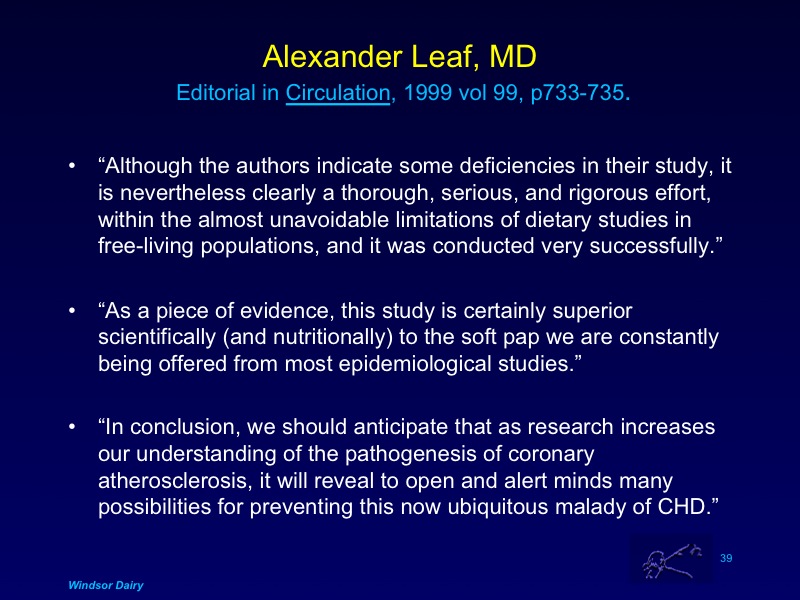 Alexander Leaf, MD
Editorial in Circulation, 1999 vol 99, p733-735.
• “Although the authors indicate some deficiencies in their study, it
is nevertheless clearly a thorough, serious, and rigorous effort,
within the almost unavoidable limitations of dietary studies in
free-living populations, and it was conducted very successfully.”
• “As a piece of evidence, this study is certainly superior
scientifically (and nutritionally) to the soft pap we are constantly
being offered from most epidemiological studies.”
• “In conclusion, we should anticipate that as research increases
our understanding of the pathogenesis of coronary
atherosclerosis, it will reveal to open and alert minds many
possibilities for preventing this now ubiquitous malady of CHD.”
39
Windsor Dairy